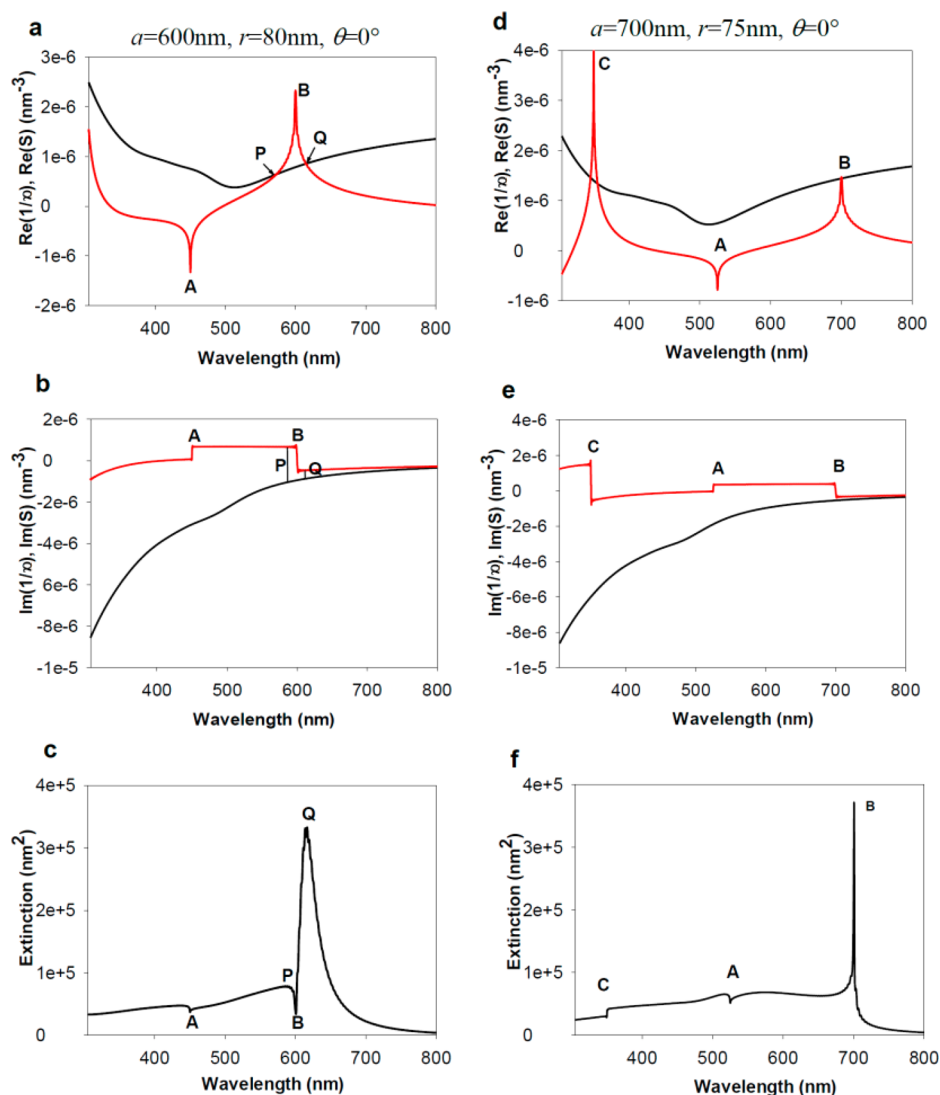 a
a=600nm, r=80nm, θ=0°
Re(1/α), Re(S) (nm⁻³)
3e-6
2e-6
1e-6
0
-1e-6
-2e-6
B
P
Q
A
400 500 600 700 800
Wavelength (nm)
d
a=700nm, r=75nm, θ=0°
Re(1/α), Re(S) (nm⁻³)
4e-6
3e-6
2e-6
1e-6
0
-1e-6
C
B
A
400 500 600 700 800
Wavelength (nm)
b
Im(1/α), Im(S) (nm⁻³)
2e-6
0
-2e-6
-4e-6
-6e-6
-8e-6
-1e-5
A
B
P
Q
400 500 600 700 800
Wavelength (nm)
e
Im(1/α), Im(S) (nm⁻³)
4e-6
2e-6
0
-2e-6
-4e-6
-6e-6
-8e-6
-1e-5
C
A
B
400 500 600 700 800
Wavelength (nm)
c
Extinction (nm²)
4e+5
3e+5
2e+5
1e+5
0
Q
P
A
B
400 500 600 700 800
Wavelength (nm)
f
Extinction (nm²)
4e+5
3e+5
2e+5
1e+5
0
B
A
C
400 500 600 700 800
Wavelength (nm)